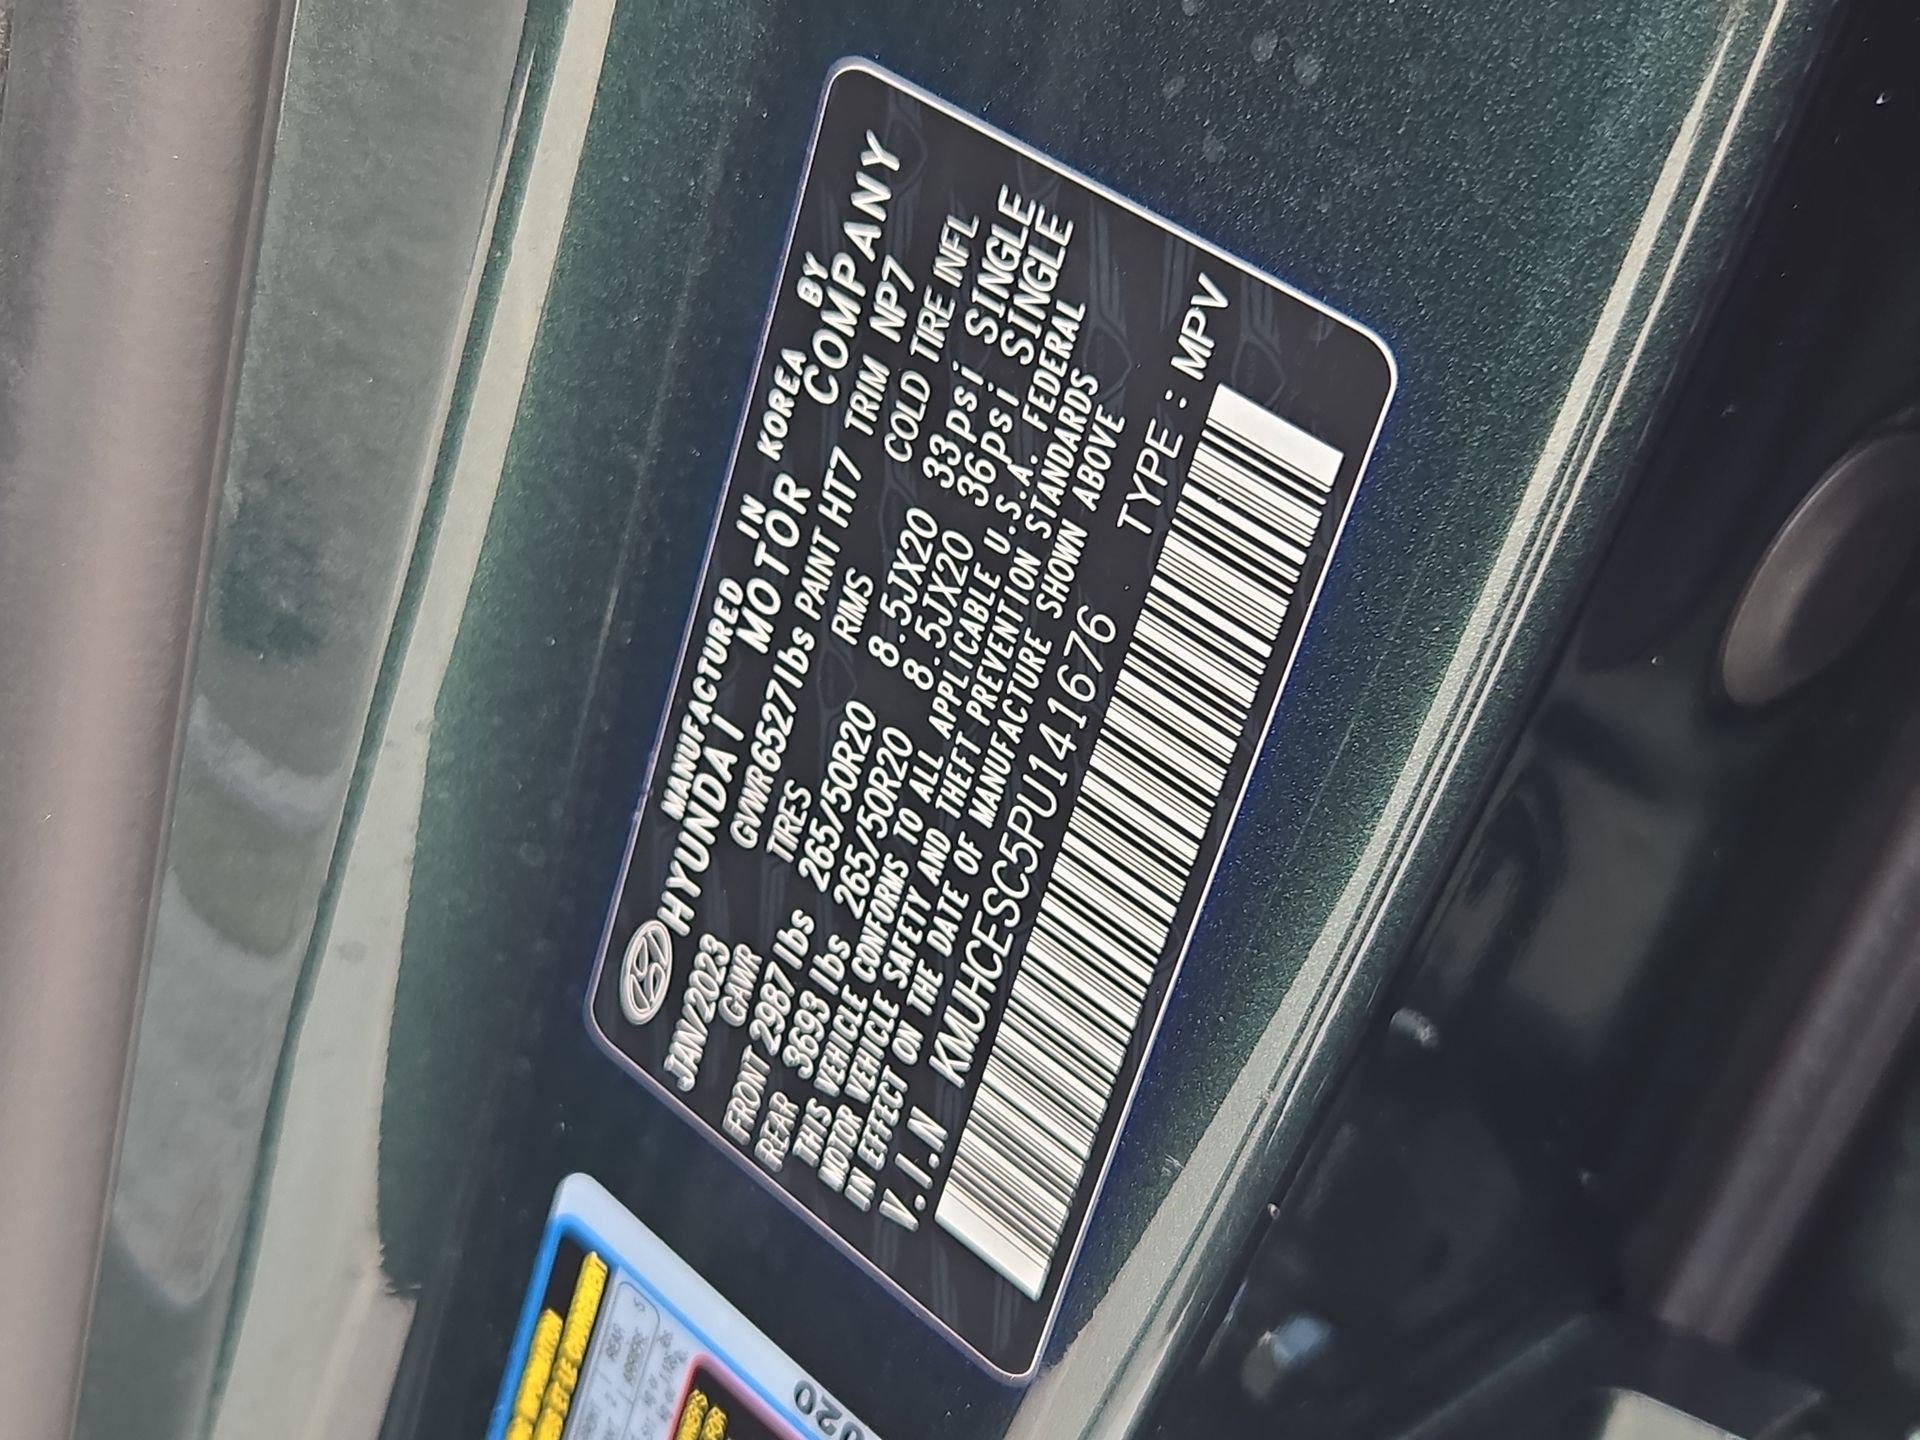 MANUFACTURED IN KOREA BY
HYUNDAI MOTOR COMPANY
JAN/2023 GVWR6527lbs PAINT HT7 TRIM NP7
GAWR TIRES RIMS COLD TIRE INFL
FRONT 2987lbs 265/50R20 8.5JX20 33psi SINGLE
REAR 3693lbs 265/50R20 8.5JX20 36psi SINGLE
THIS VEHICLE CONFORMS TO ALL APPLICABLE U.S.A. FEDERAL
MOTOR VEHICLE SAFETY AND THEFT PREVENTION STANDARDS
IN EFFECT ON THE DATE OF MANUFACTURE SHOWN ABOVE
V.I.N KMUHCESC5PU141676 TYPE : MPV
REAR
ARRIÈRE